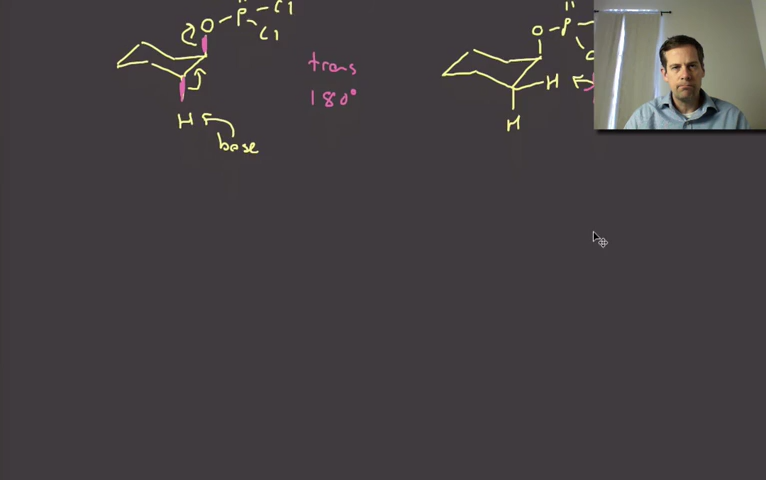 O-P-Cl
Cl
trans
180°
H
base
O-P-
H
H